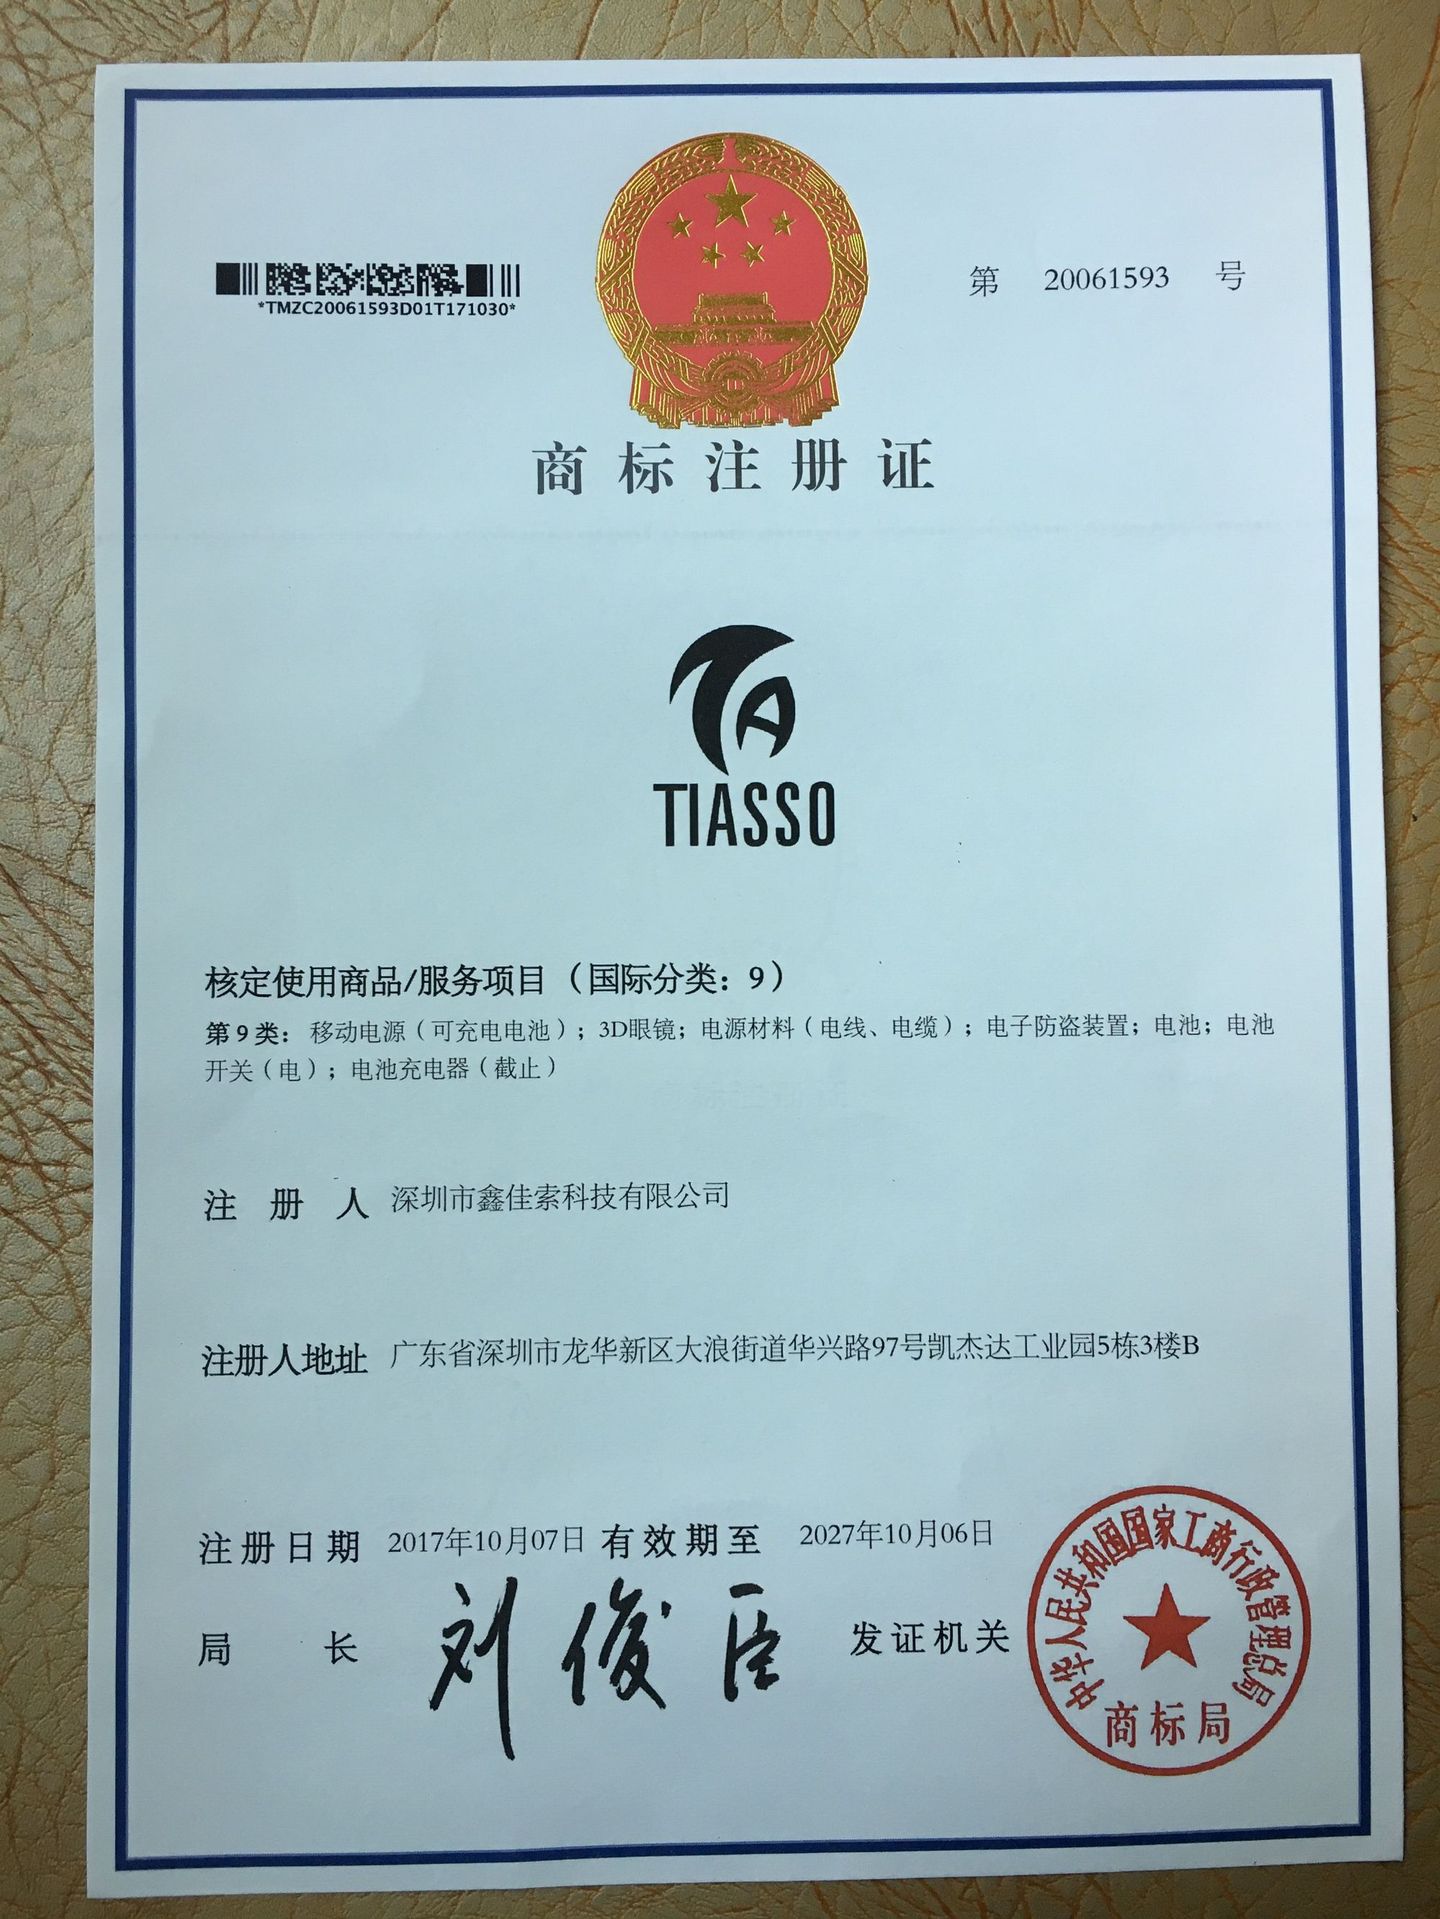 *TMZC20061593D01T171030*
第 20061593 号
商标注册证
TA
TIASSO
核定使用商品/服务项目（国际分类：9）
第9类：移动电源（可充电电池）；3D眼镜；电源材料（电线、电缆）；电子防盗装置；电池；电池
开关（电）；电池充电器（截止）
注册人 深圳市鑫佳索科技有限公司
注册人地址 广东省深圳市龙华新区大浪街道华兴路97号凯杰达工业园5栋3楼B
注册日期 2017年10月07日 有效期至 2027年10月06日
局长 刘俊臣 发证机关
中华人民共和国国家工商行政管理总局
商标局